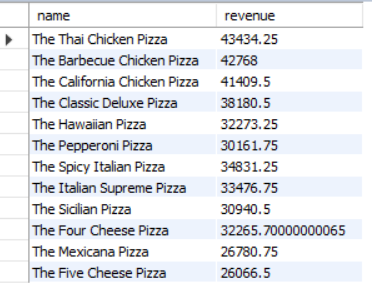 name revenue
The Thai Chicken Pizza 43434.25
The Barbecue Chicken Pizza 42768
The California Chicken Pizza 41409.5
The Classic Deluxe Pizza 38180.5
The Hawaiian Pizza 32273.25
The Pepperoni Pizza 30161.75
The Spicy Italian Pizza 34831.25
The Italian Supreme Pizza 33476.75
The Sicilian Pizza 30940.5
The Four Cheese Pizza 32265.70000000065
The Mexicana Pizza 26780.75
The Five Cheese Pizza 26066.5